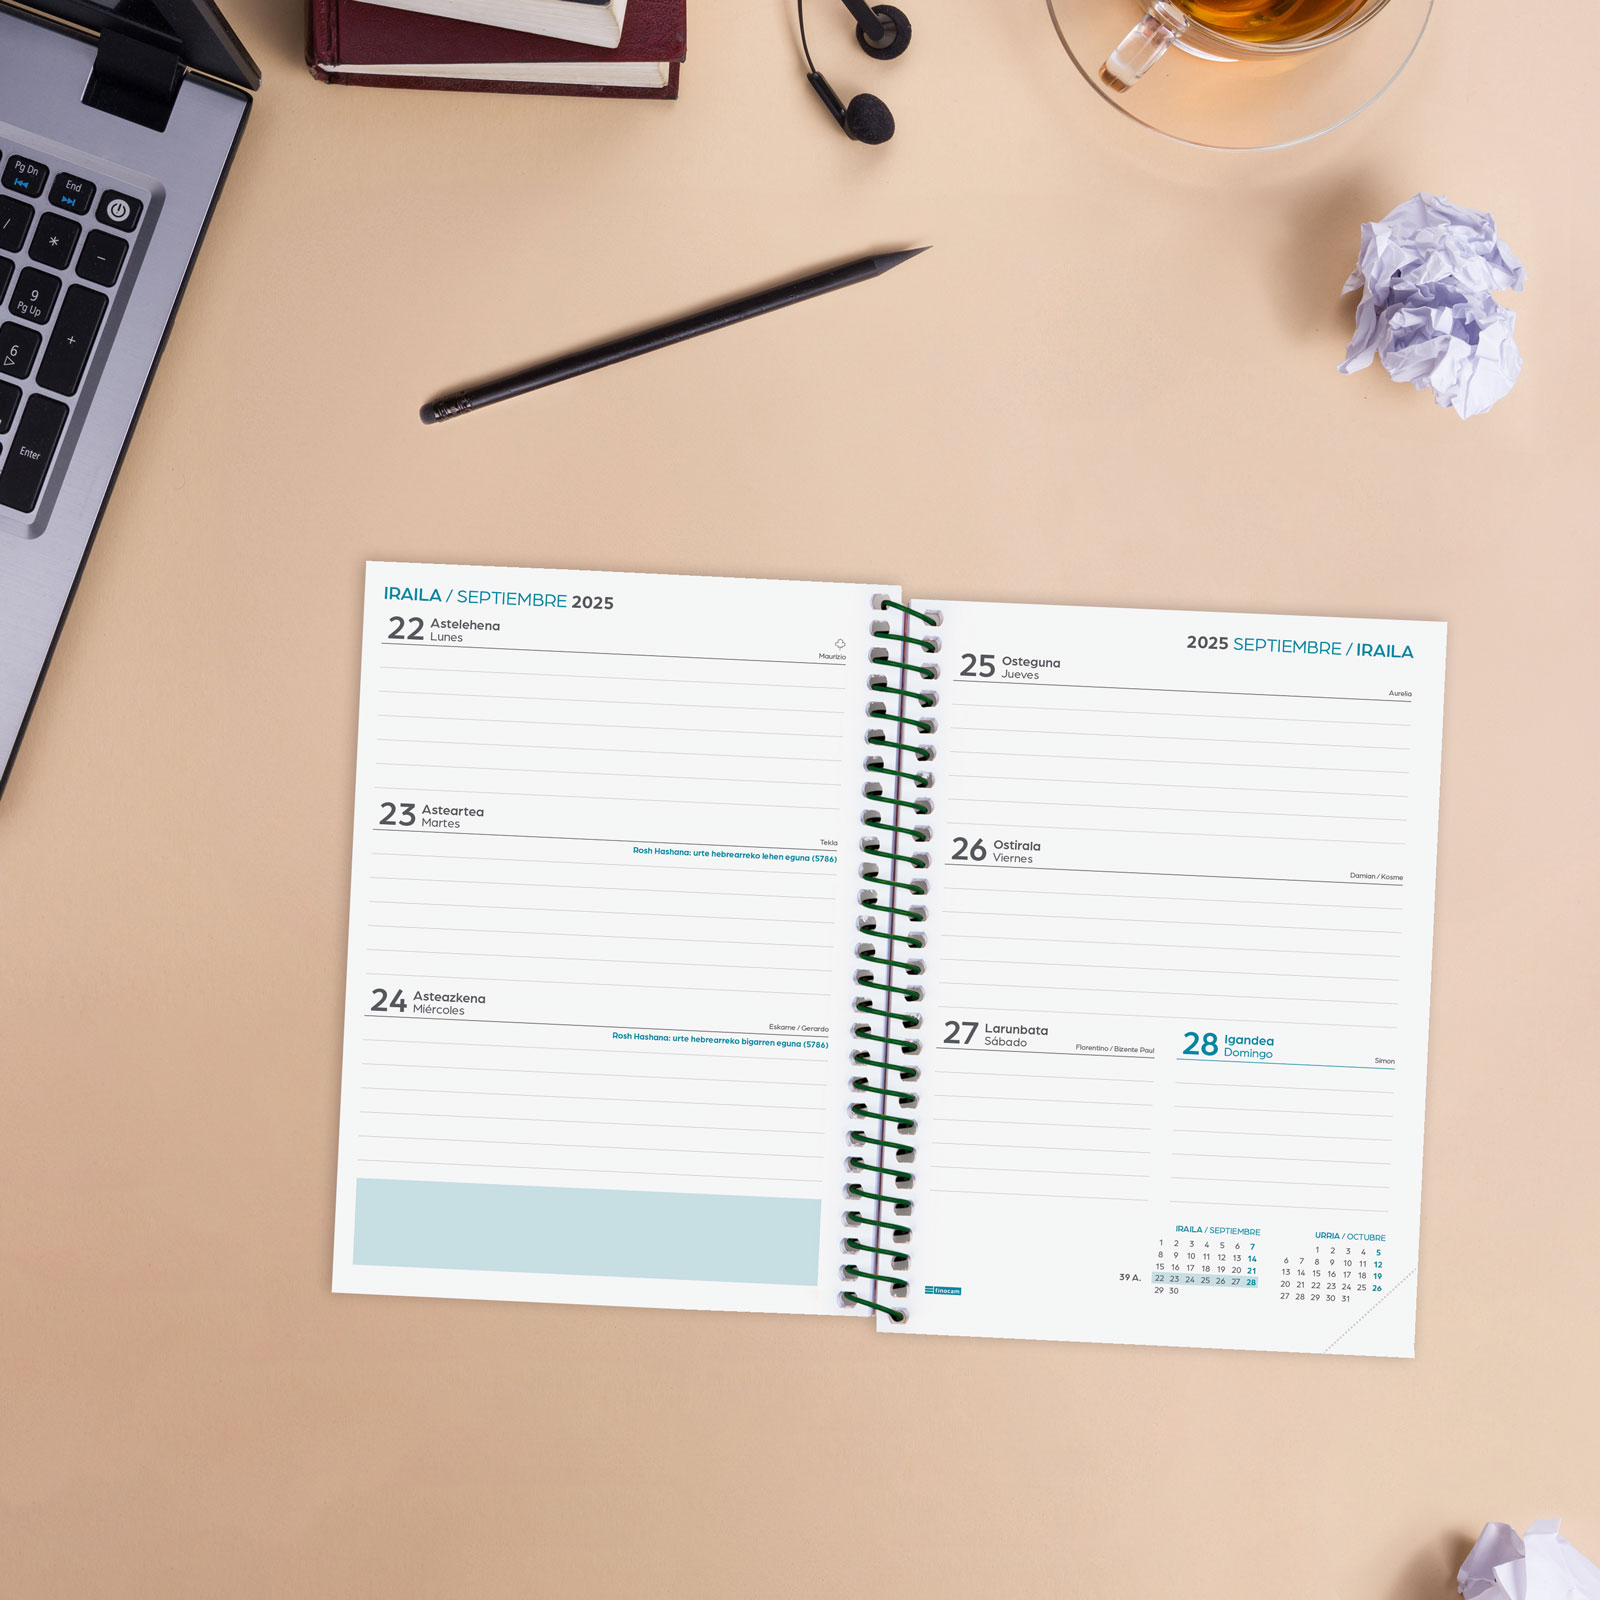 Pg Dn
End
/
*
-
9
Pg Up
+
6
Enter
IRAILA / SEPTIEMBRE 2025
22 Astelehena
Lunes
Maurizio
23 Asteartea
Martes
Tekla
Rosh Hashana: urte hebrearreko lehen eguna (5786)
24 Asteazkena
Miércoles
Eskarne / Gerardo
Rosh Hashana: urte hebrearreko bigarren eguna (5786)
2025 SEPTIEMBRE / IRAILA
25 Osteguna
Jueves
Aurelia
26 Ostirala
Viernes
Damian / Kosme
27 Larunbata
Sábado
Florentino / Bizente Paul
28 Igandea
Domingo
Simon
finocam
39 A.
IRAILA / SEPTIEMBRE
1 2 3 4 5 6 7
8 9 10 11 12 13 14
15 16 17 18 19 20 21
22 23 24 25 26 27 28
29 30
URRIA / OCTUBRE
1 2 3 4 5
6 7 8 9 10 11 12
13 14 15 16 17 18 19
20 21 22 23 24 25 26
27 28 29 30 31